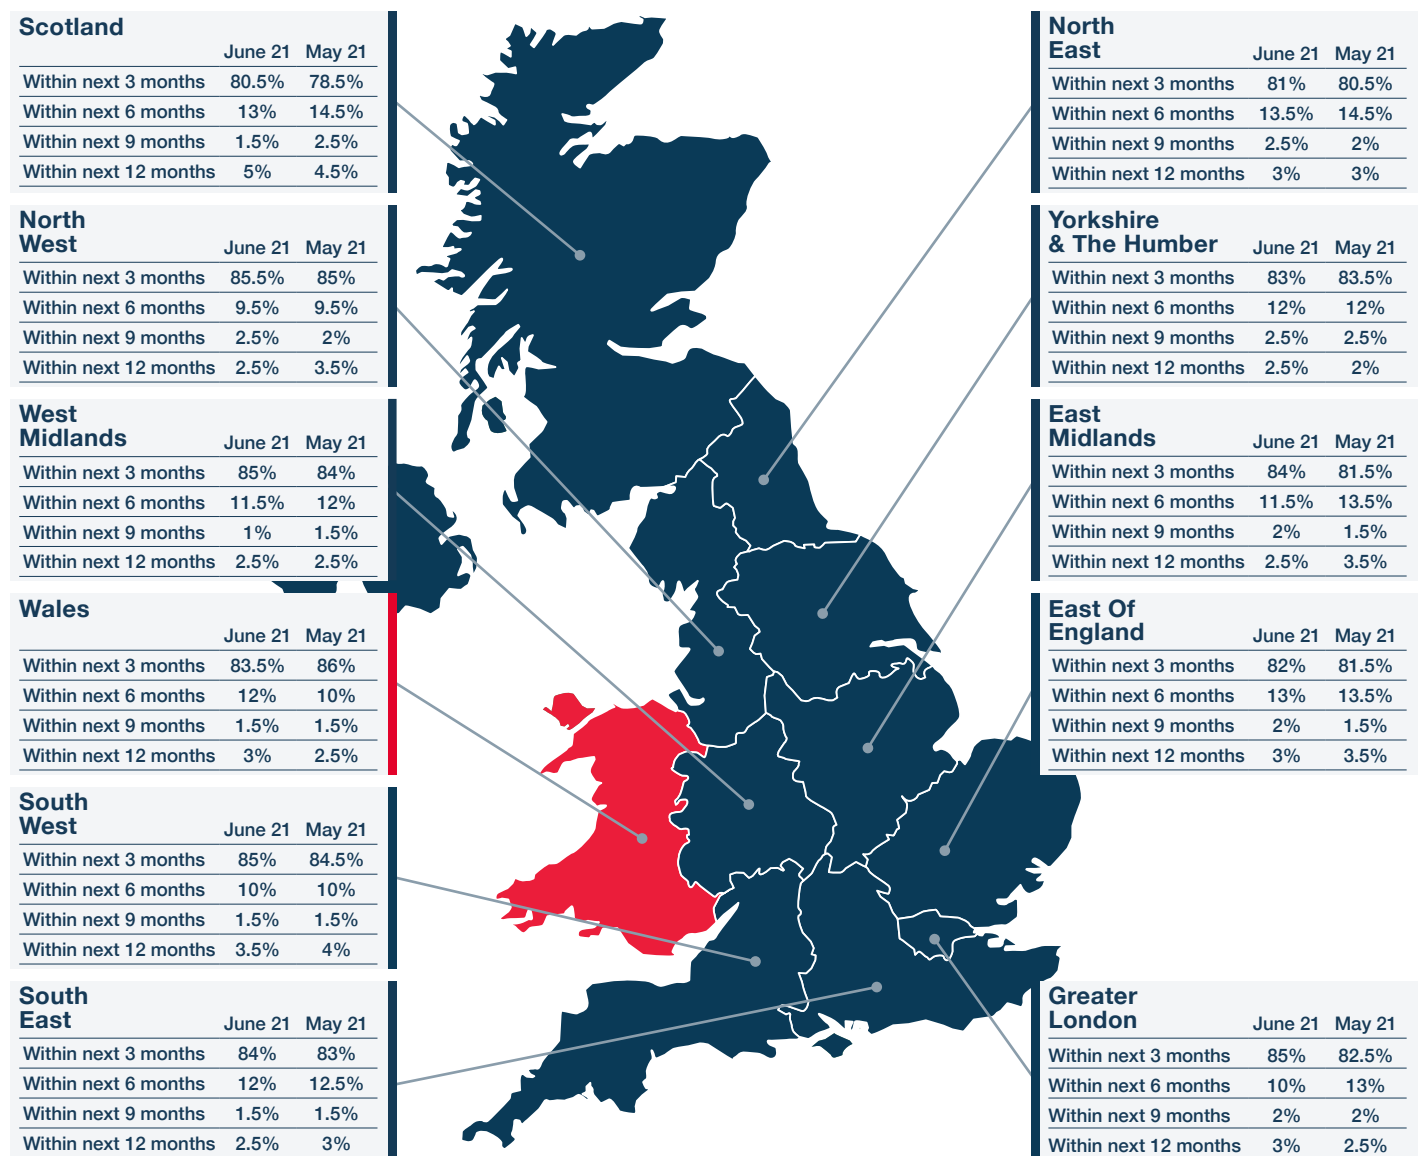 Scotland
June 21 May 21
Within next 3 months 80.5% 78.5%
Within next 6 months 13% 14.5%
Within next 9 months 1.5% 2.5%
Within next 12 months 5% 4.5%
North
West June 21 May 21
Within next 3 months 85.5% 85%
Within next 6 months 9.5% 9.5%
Within next 9 months 2.5% 2%
Within next 12 months 2.5% 3.5%
West
Midlands June 21 May 21
Within next 3 months 85% 84%
Within next 6 months 11.5% 12%
Within next 9 months 1% 1.5%
Within next 12 months 2.5% 2.5%
Wales
June 21 May 21
Within next 3 months 83.5% 86%
Within next 6 months 12% 10%
Within next 9 months 1.5% 1.5%
Within next 12 months 3% 2.5%
South
West June 21 May 21
Within next 3 months 85% 84.5%
Within next 6 months 10% 10%
Within next 9 months 1.5% 1.5%
Within next 12 months 3.5% 4%
South
East June 21 May 21
Within next 3 months 84% 83%
Within next 6 months 12% 12.5%
Within next 9 months 1.5% 1.5%
Within next 12 months 2.5% 3%
North
East June 21 May 21
Within next 3 months 81% 80.5%
Within next 6 months 13.5% 14.5%
Within next 9 months 2.5% 2%
Within next 12 months 3% 3%
Yorkshire
& The Humber June 21 May 21
Within next 3 months 83% 83.5%
Within next 6 months 12% 12%
Within next 9 months 2.5% 2.5%
Within next 12 months 2.5% 2%
East
Midlands June 21 May 21
Within next 3 months 84% 81.5%
Within next 6 months 11.5% 13.5%
Within next 9 months 2% 1.5%
Within next 12 months 2.5% 3.5%
East Of
England June 21 May 21
Within next 3 months 82% 81.5%
Within next 6 months 13% 13.5%
Within next 9 months 2% 1.5%
Within next 12 months 3% 3.5%
Greater
London June 21 May 21
Within next 3 months 85% 82.5%
Within next 6 months 10% 13%
Within next 9 months 2% 2%
Within next 12 months 3% 2.5%